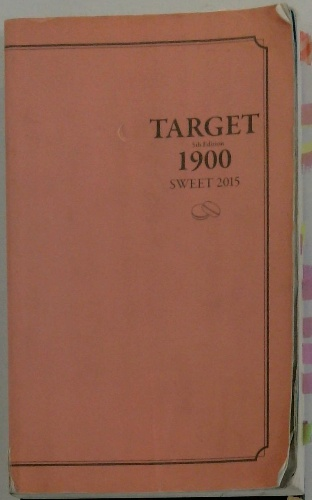 TARGET
5th Edition
1900
SWEET 2015